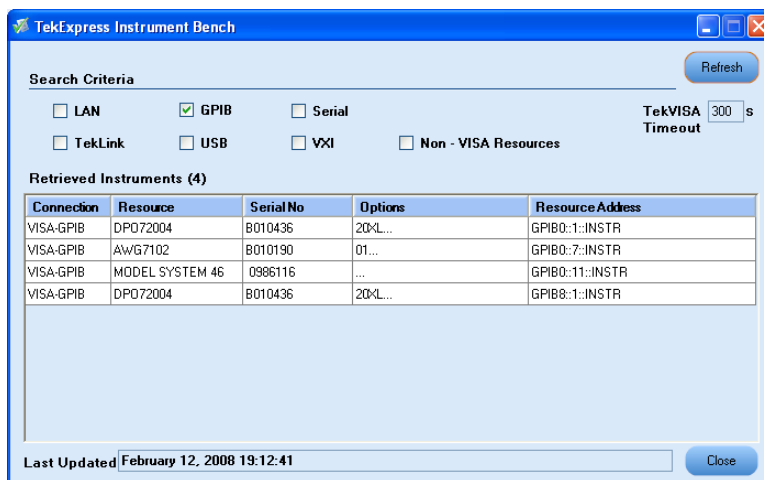 TekExpress Instrument Bench
Refresh
Search Criteria
LAN GPIB Serial TekVISA Timeout 300 s
TekLink USB VXI Non - VISA Resources
Retrieved Instruments (4)
Connection Resource Serial No Options Resource Address
VISA-GPIB DPO72004 B010436 20XL... GPIB0::1::INSTR
VISA-GPIB AWG7102 B010190 01... GPIB0::7::INSTR
VISA-GPIB MODEL SYSTEM 46 0986116 ... GPIB0::11::INSTR
VISA-GPIB DPO72004 B010436 20XL... GPIB8::1::INSTR
Last Updated February 12, 2008 19:12:41 Close